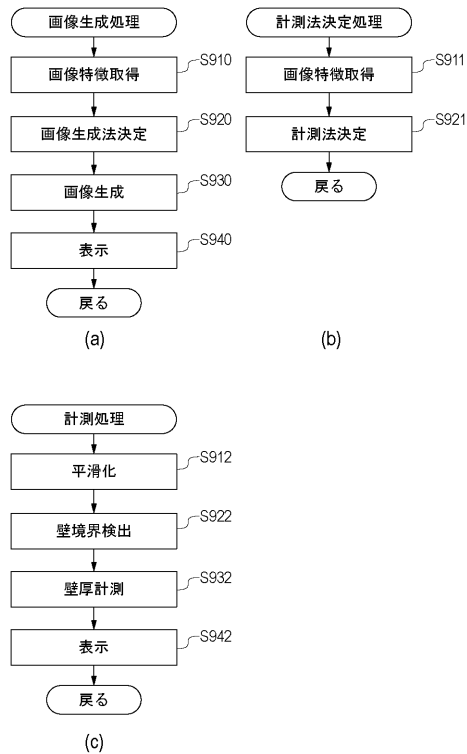 画像生成処理
画像特徴取得
S910
画像生成法決定
S920
画像生成
S930
表示
S940
戻る
(a)
計測法決定処理
画像特徴取得
S911
計測法決定
S921
戻る
(b)
計測処理
平滑化
S912
壁境界検出
S922
壁厚計測
S932
表示
S942
戻る
(c)